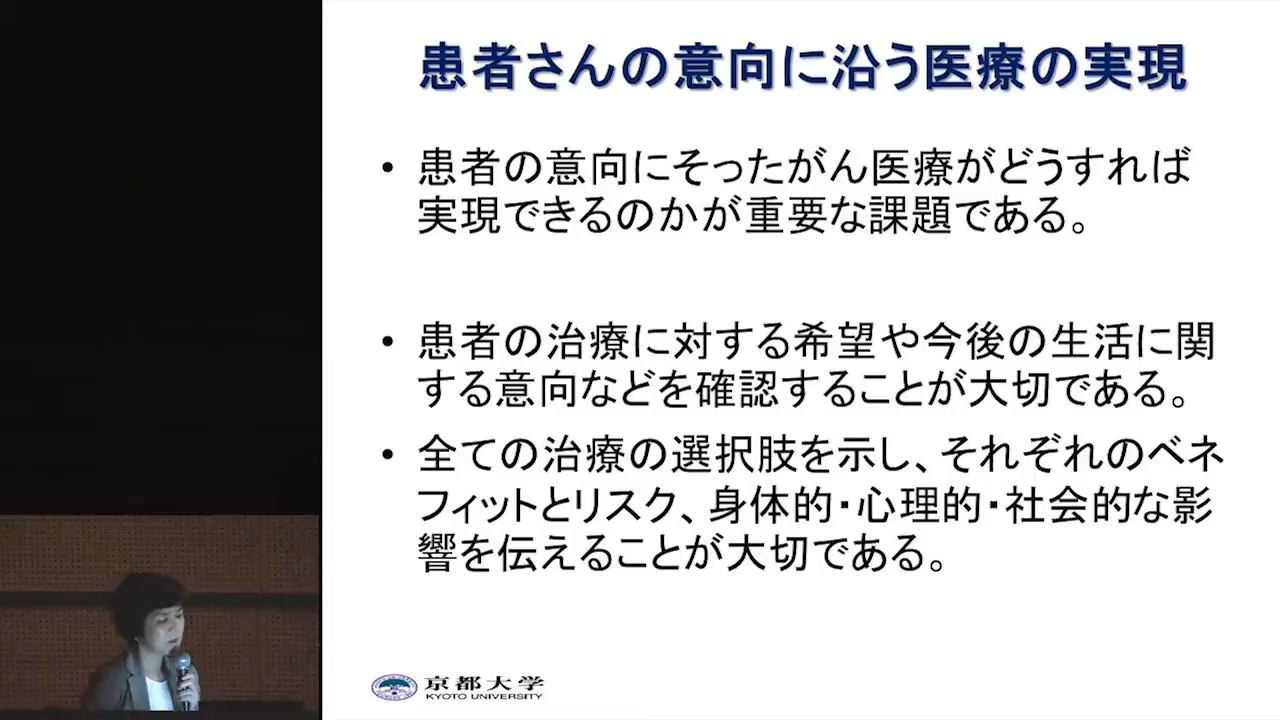 患者さんの意向に沿う医療の実現
• 患者の意向にそったがん医療がどうすれば
実現できるのかが重要な課題である。
• 患者の治療に対する希望や今後の生活に関
する意向などを確認することが大切である。
• 全ての治療の選択肢を示し、それぞれのベネ
フィットとリスク、身体的・心理的・社会的な影
響を伝えることが大切である。
京都大学
KYOTO UNIVERSITY